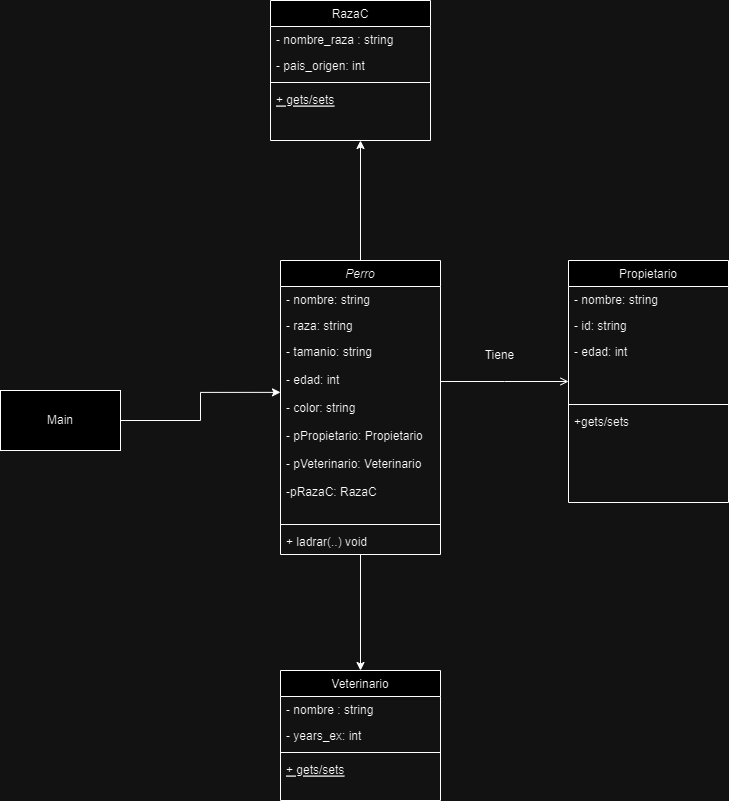 RazaC
- nombre_raza : string
- pais_origen: int
+ gets/sets
Perro
- nombre: string
- raza: string
- tamanio: string
- edad: int
- color: string
- pPropietario: Propietario
- pVeterinario: Veterinario
-pRazaC: RazaC
+ ladrar(..) void
Tiene
Propietario
- nombre: string
- id: string
- edad: int
+gets/sets
Main
Veterinario
- nombre : string
- years_ex: int
+ gets/sets